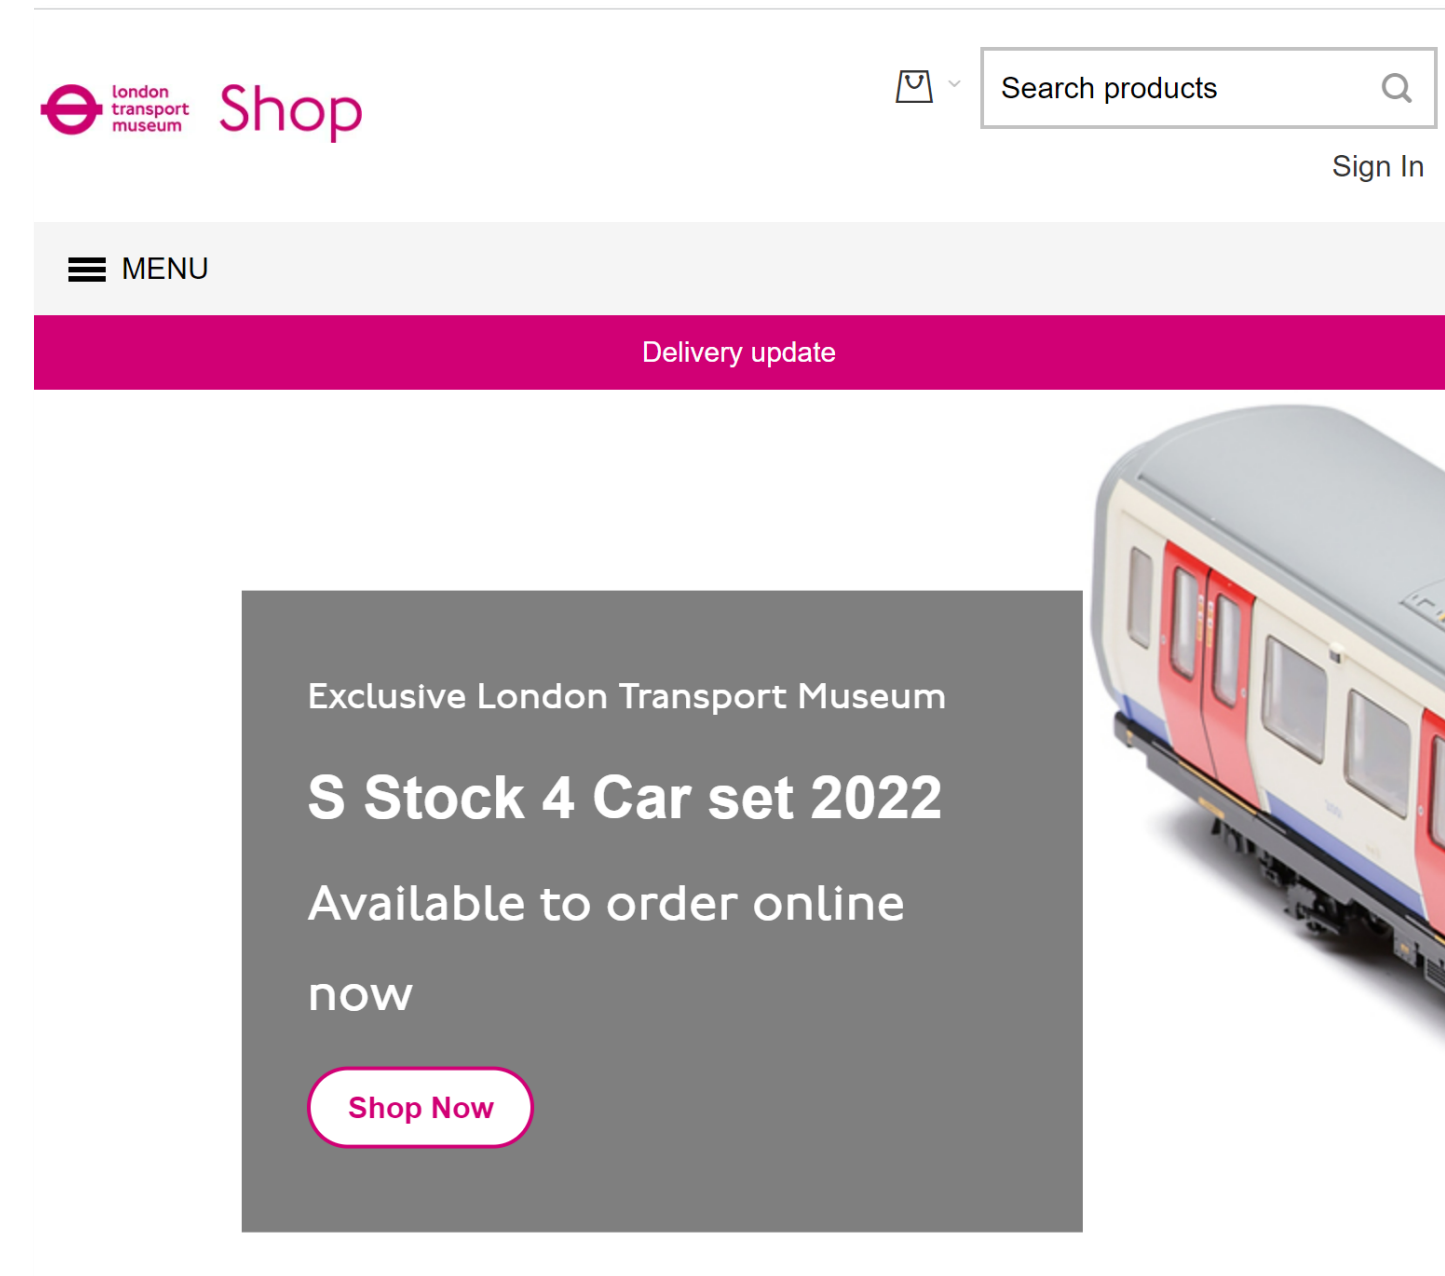 london
transport
museum
Shop
Search products
Sign In
MENU
Delivery update
Exclusive London Transport Museum
S Stock 4 Car set 2022
Available to order online
now
Shop Now